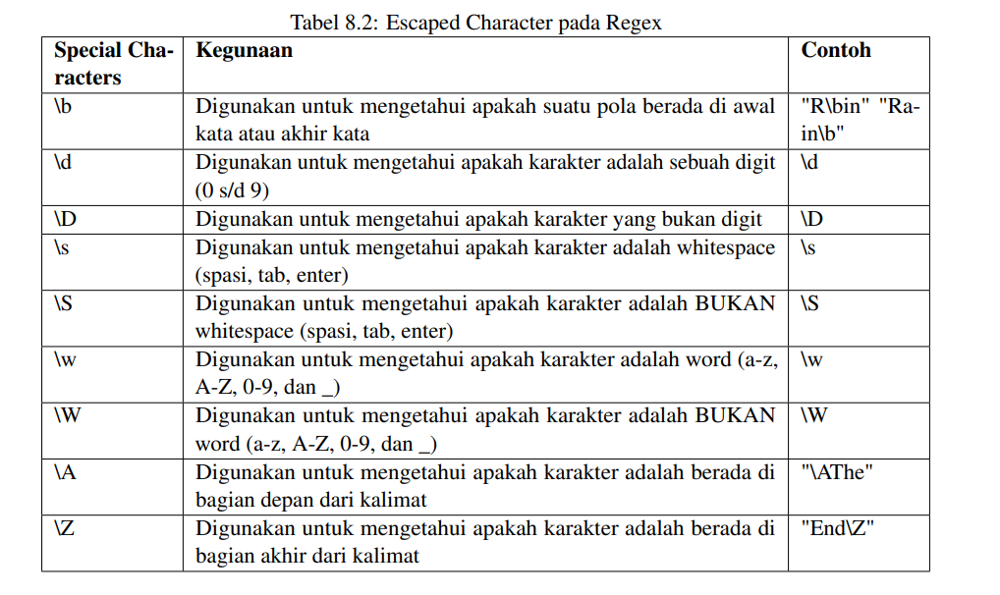 Tabel 8.2: Escaped Character pada Regex
Special Cha- Kegunaan Contoh
racters
\b Digunakan untuk mengetahui apakah suatu pola berada di awal "R\bin" "Ra-
kata atau akhir kata in\b"
\d Digunakan untuk mengetahui apakah karakter adalah sebuah digit \d
(0 s/d 9)
\D Digunakan untuk mengetahui apakah karakter yang bukan digit \D
\s Digunakan untuk mengetahui apakah karakter adalah whitespace \s
(spasi, tab, enter)
\S Digunakan untuk mengetahui apakah karakter adalah BUKAN \S
whitespace (spasi, tab, enter)
\w Digunakan untuk mengetahui apakah karakter adalah word (a-z, \w
A-Z, 0-9, dan _)
\W Digunakan untuk mengetahui apakah karakter adalah BUKAN \W
word (a-z, A-Z, 0-9, dan _)
\A Digunakan untuk mengetahui apakah karakter adalah berada di "\AThe"
bagian depan dari kalimat
\Z Digunakan untuk mengetahui apakah karakter adalah berada di "End\Z"
bagian akhir dari kalimat